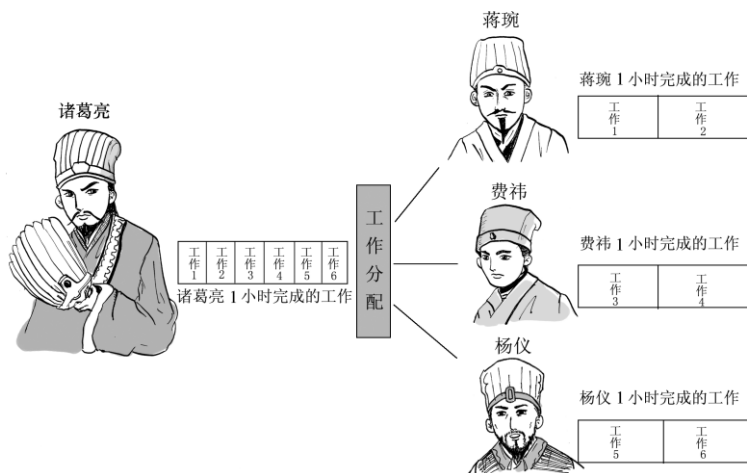 诸葛亮
工作1
工作2
工作3
工作4
工作5
工作6
诸葛亮 1 小时完成的工作
工作分配
蒋琬
蒋琬 1 小时完成的工作
工作1
工作2
费祎
费祎 1 小时完成的工作
工作3
工作4
杨仪
杨仪 1 小时完成的工作
工作5
工作6